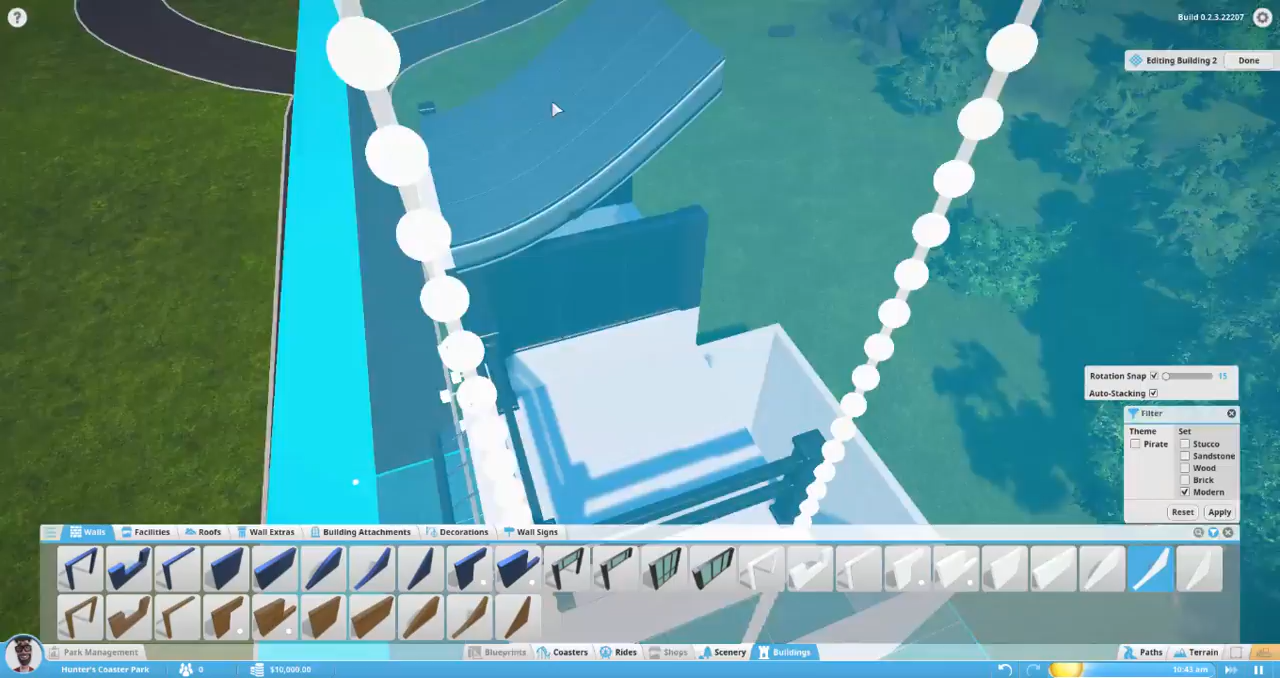 ?
Build 0.2.3.22207
Editing Building 2
Done
Rotation Snap
15
Auto-Stacking
Filter
Theme
Set
Pirate
Stucco
Sandstone
Wood
Brick
Modern
Reset
Apply
Walls
Facilities
Roofs
Wall Extras
Building Attachments
Decorations
Wall Signs
Park Management
Blueprints
Coasters
Rides
Shops
Scenery
Buildings
Paths
Terrain
Hunter's Coaster Park
0
$10,000.00
10:43 am